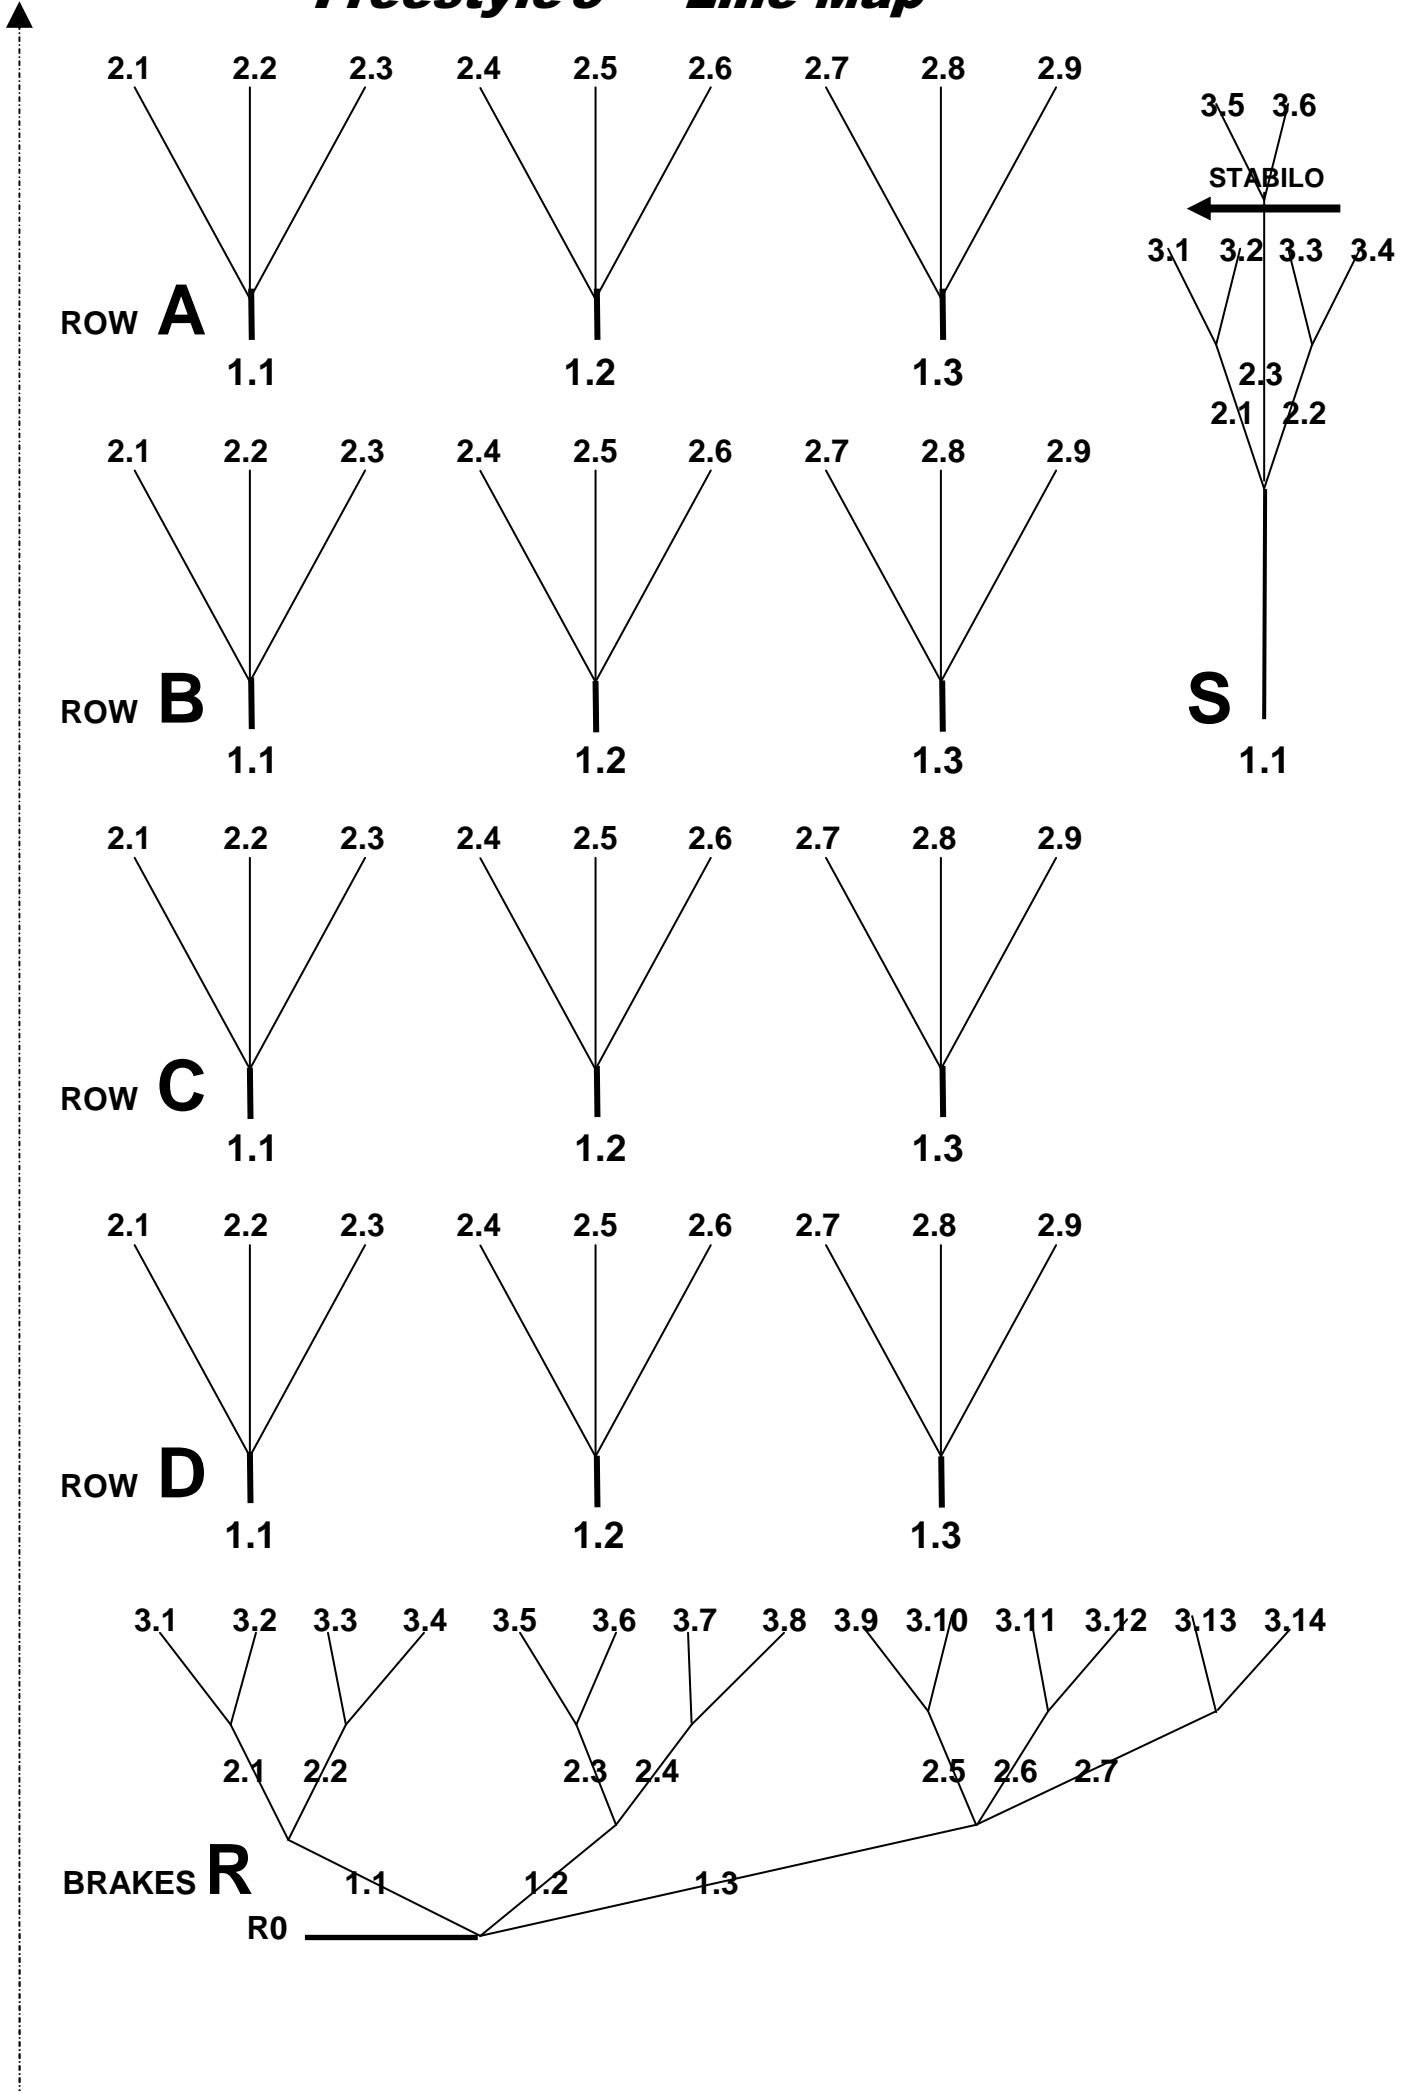 Freestyle Line Map
2.1 2.2 2.3 2.4 2.5 2.6 2.7 2.8 2.9
3.5 3.6
STABILO
3.1 3.2 3.3 3.4
ROW A
1.1 1.2 1.3
2.3
2.1 2.2
2.1 2.2 2.3 2.4 2.5 2.6 2.7 2.8 2.9
ROW B
S
1.1 1.2 1.3 1.1
2.1 2.2 2.3 2.4 2.5 2.6 2.7 2.8 2.9
ROW C
1.1 1.2 1.3
2.1 2.2 2.3 2.4 2.5 2.6 2.7 2.8 2.9
ROW D
1.1 1.2 1.3
3.1 3.2 3.3 3.4 3.5 3.6 3.7 3.8 3.9 3.10 3.11 3.12 3.13 3.14
2.1 2.2 2.3 2.4 2.5 2.6 2.7
BRAKES R 1.1 1.2 1.3
R0